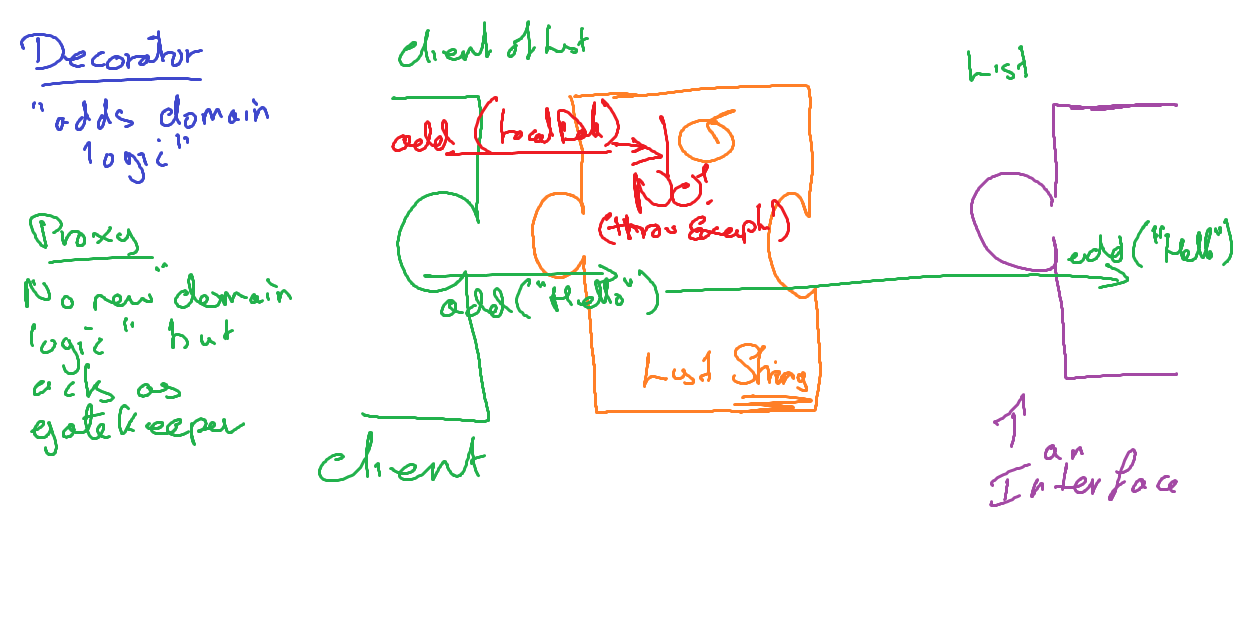 Decorator
"adds domain
logic"
Proxy
No new "domain
logic" but
acts as
gatekeeper
Client of List
add (LocalDate)
No!
(throw Exceph)
add("Hello")
List String
Client
List
add("Hello")
an
Interface